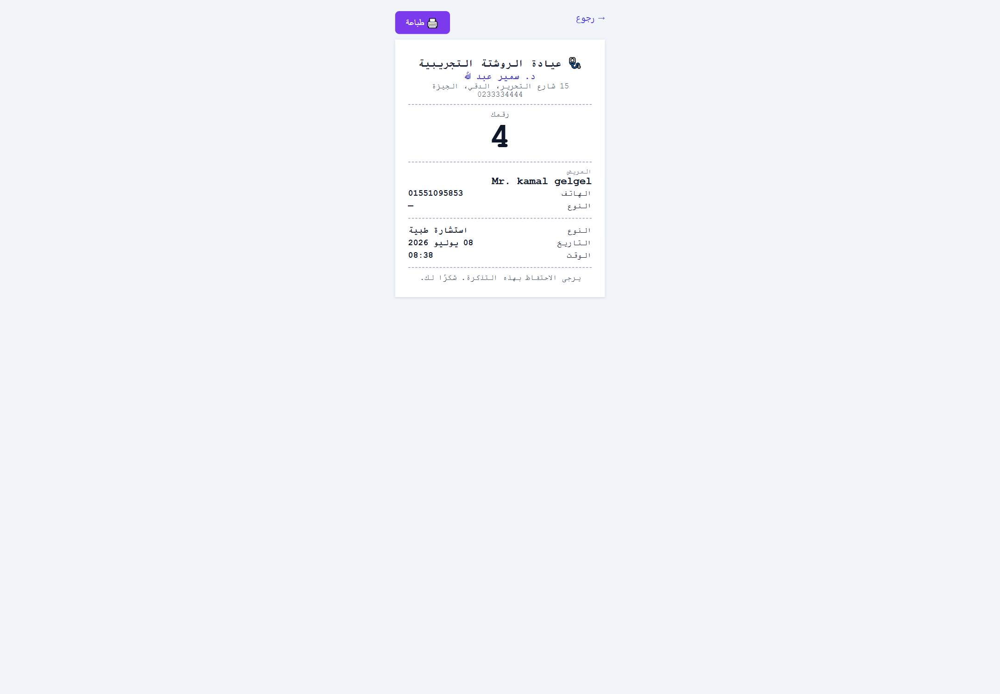 → رجوع
طباعة
عيادة الروشتة التجريبية
د. سمير عبد الله
15 شارع التحرير، الدقي، الجيزة
0233334444
رقمك
4
المريض
Mr. kamal gelgel
الهاتف 01551095853
النوع —
النوع استشارة طبية
التاريخ 08 يوليو 2026
الوقت 08:38
يرجى الاحتفاظ بهذه التذكرة. شكرًا لك.